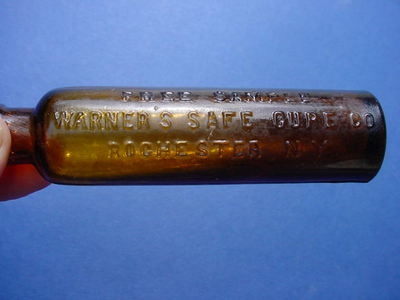 FREE SAMPLE
WARNER'S SAFE CURE CO
ROCHESTER N.Y.